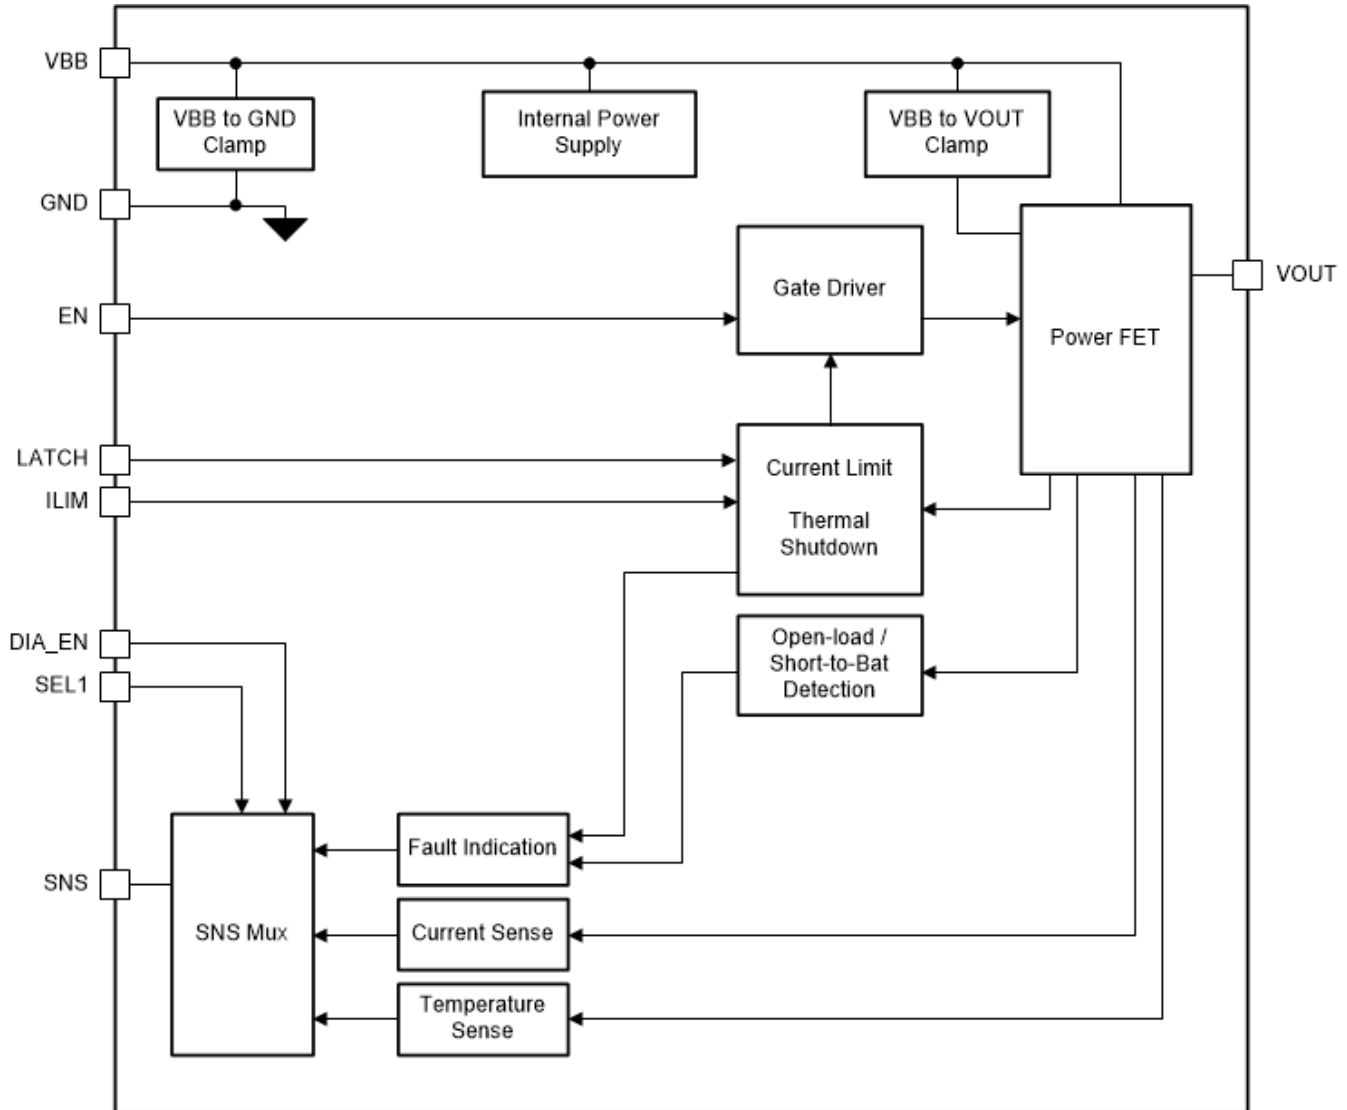 VBB
VBB to GND
Clamp
Internal Power
Supply
VBB to VOUT
Clamp
GND
EN
Gate Driver
Power FET
VOUT
LATCH
ILIM
Current Limit
Thermal
Shutdown
DIA_EN
SEL1
Open-load /
Short-to-Bat
Detection
SNS
SNS Mux
Fault Indication
Current Sense
Temperature
Sense